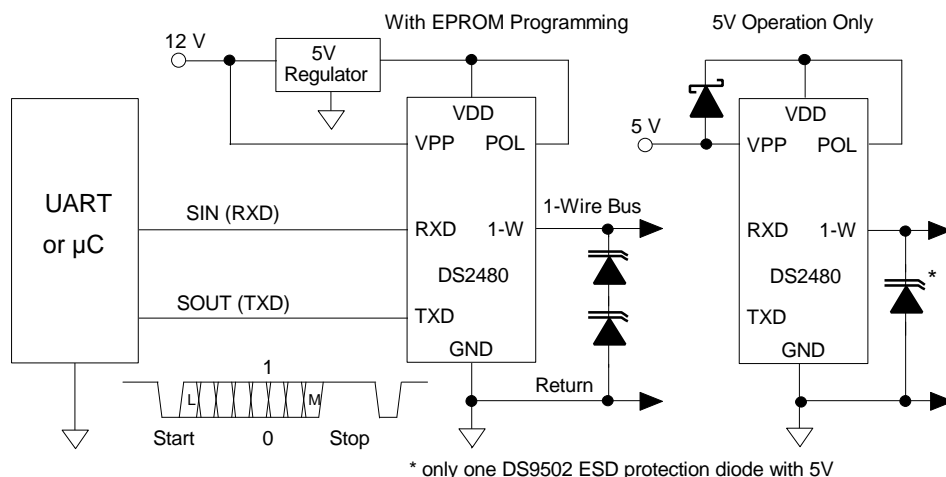 With EPROM Programming
5V Operation Only
12 V
5V
Regulator
VDD
VPP
POL
UART
or µC
SIN (RXD)
RXD
1-W
1-Wire Bus
DS2480
SOUT (TXD)
TXD
GND
Return
1
L
M
Start
0
Stop
5 V
VDD
VPP
POL
RXD
1-W
*
DS2480
TXD
GND
* only one DS9502 ESD protection diode with 5V